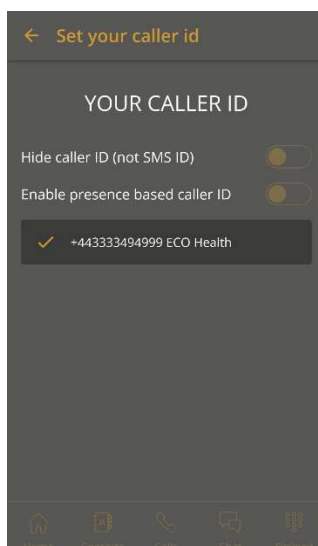 Set your caller id
YOUR CALLER ID
Hide caller ID (not SMS ID)
Enable presence based caller ID
+443333494999 ECO Health